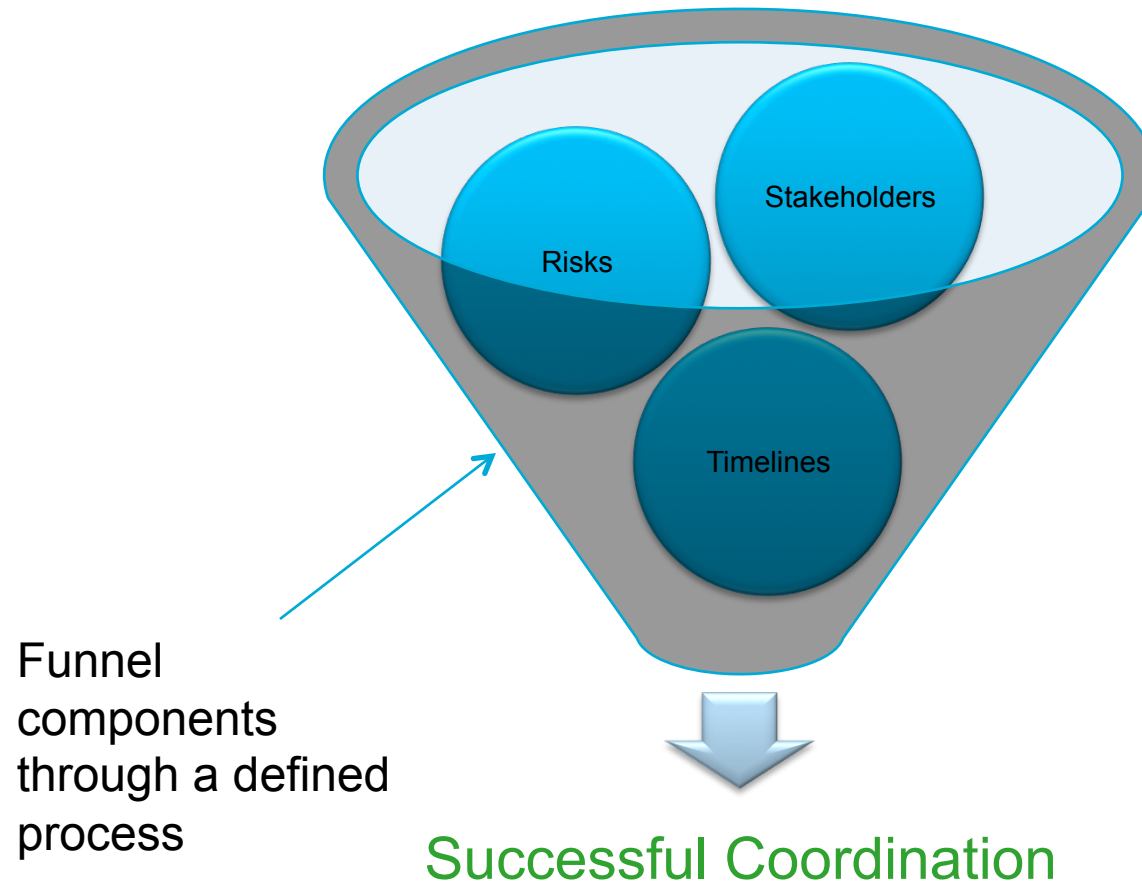 Stakeholders
Risks
Timelines
Funnel
components
through a defined
process
Successful Coordination